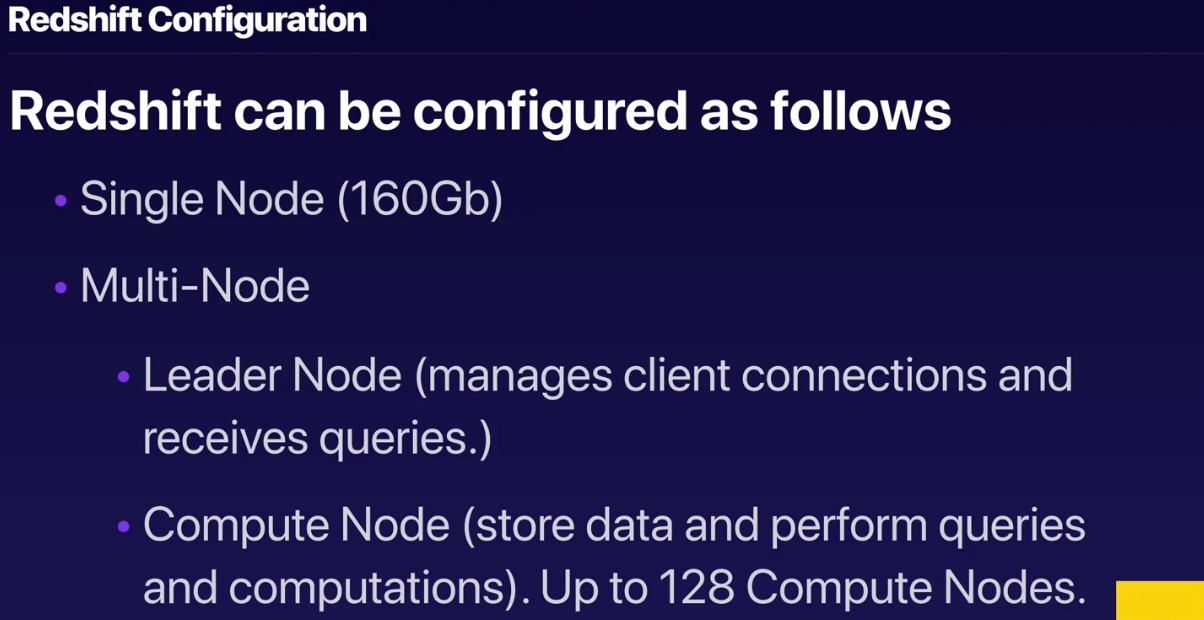 Redshift Configuration
Redshift can be configured as follows
• Single Node (160Gb)
• Multi-Node
• Leader Node (manages client connections and
receives queries.)
• Compute Node (store data and perform queries
and computations). Up to 128 Compute Nodes.